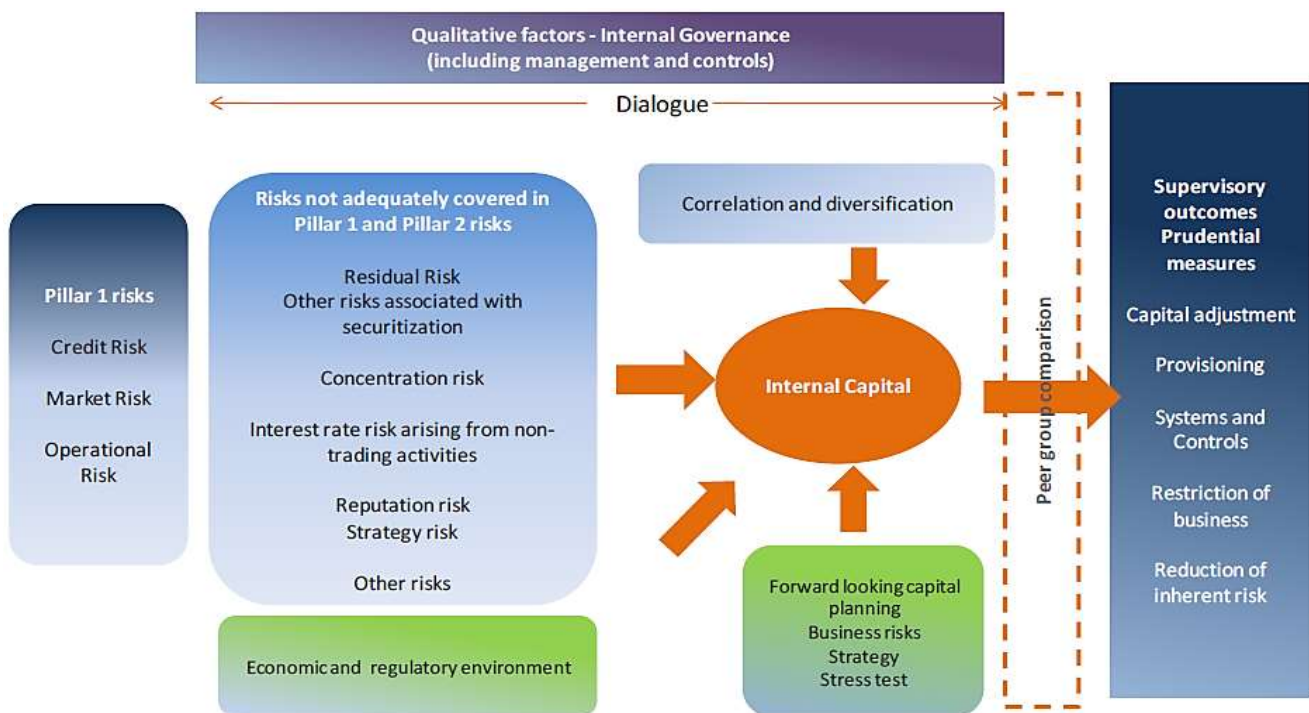 Qualitative factors - Internal Governance
(including management and controls)
Dialogue
Pillar 1 risks
Credit Risk
Market Risk
Operational
Risk
Risks not adequately covered in
Pillar 1 and Pillar 2 risks
Residual Risk
Other risks associated with
securitization
Concentration risk
Interest rate risk arising from non-
trading activities
Reputation risk
Strategy risk
Other risks
Economic and regulatory environment
Correlation and diversification
Internal Capital
Forward looking capital
planning
Business risks
Strategy
Stress test
Peer group comparison
Supervisory
outcomes
Prudential
measures
Capital adjustment
Provisioning
Systems and
Controls
Restriction of
business
Reduction of
inherent risk